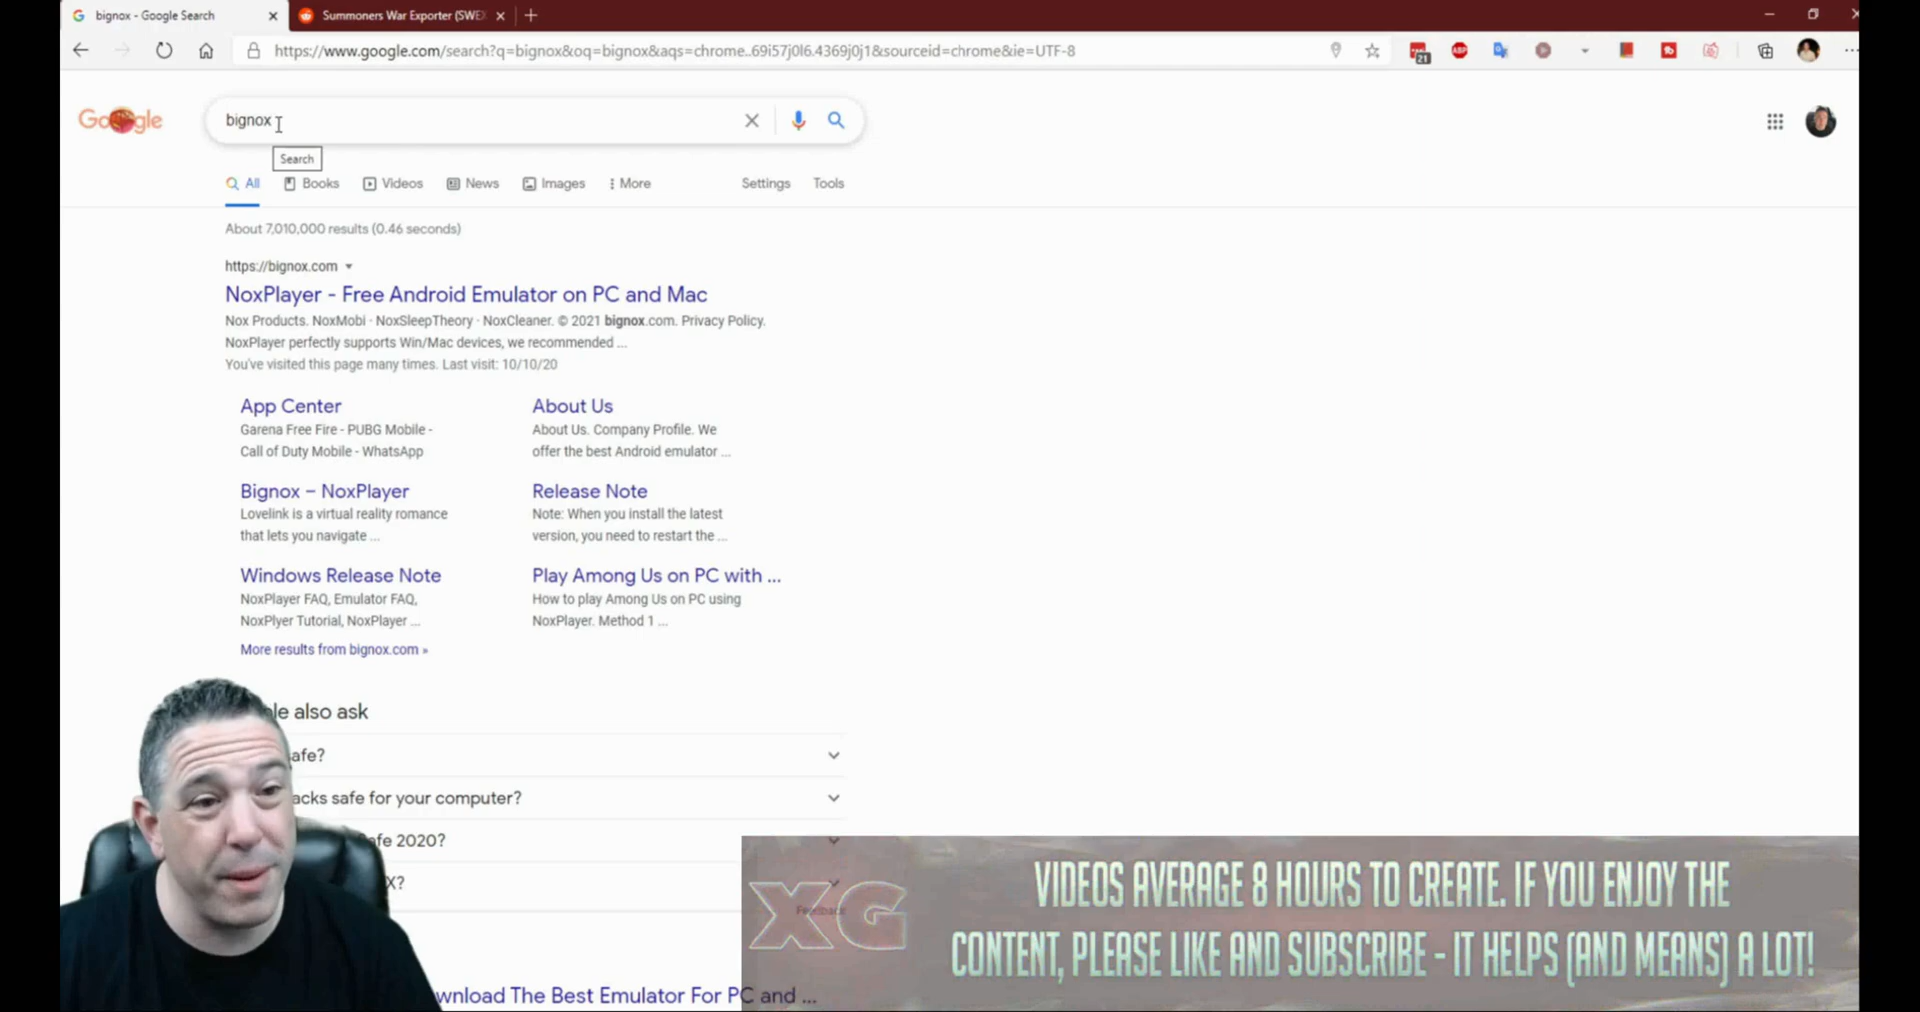 bignox - Google Search
Summoners War Exporter (SWEX
https://www.google.com/search?q=bignox&oq=bignox&aqs=chrome..69i57j0l6.4369j0j1&sourceid=chrome&ie=UTF-8
21
ABP
Google
bignox
Search
All Books Videos News Images More Settings Tools
About 7,010,000 results (0.46 seconds)
https://bignox.com
NoxPlayer - Free Android Emulator on PC and Mac
Nox Products. NoxMobi · NoxSleepTheory · NoxCleaner. © 2021 bignox.com. Privacy Policy.
NoxPlayer perfectly supports Win/Mac devices, we recommended ...
You've visited this page many times. Last visit: 10/10/20
App Center
Garena Free Fire - PUBG Mobile -
Call of Duty Mobile - WhatsApp
About Us
About Us. Company Profile. We
offer the best Android emulator ...
Bignox – NoxPlayer
Lovelink is a virtual reality romance
that lets you navigate ...
Release Note
Note: When you install the latest
version, you need to restart the ...
Windows Release Note
NoxPlayer FAQ, Emulator FAQ,
NoxPlyer Tutorial, NoxPlayer ...
Play Among Us on PC with ...
How to play Among Us on PC using
NoxPlayer. Method 1 ...
More results from bignox.com »
le also ask
afe?
acks safe for your computer?
afe 2020?
X?
Feedback
wnload The Best Emulator For PC and ...
XG
VIDEOS AVERAGE 8 HOURS TO CREATE. IF YOU ENJOY THE
CONTENT, PLEASE LIKE AND SUBSCRIBE - IT HELPS (AND MEANS) A LOT!